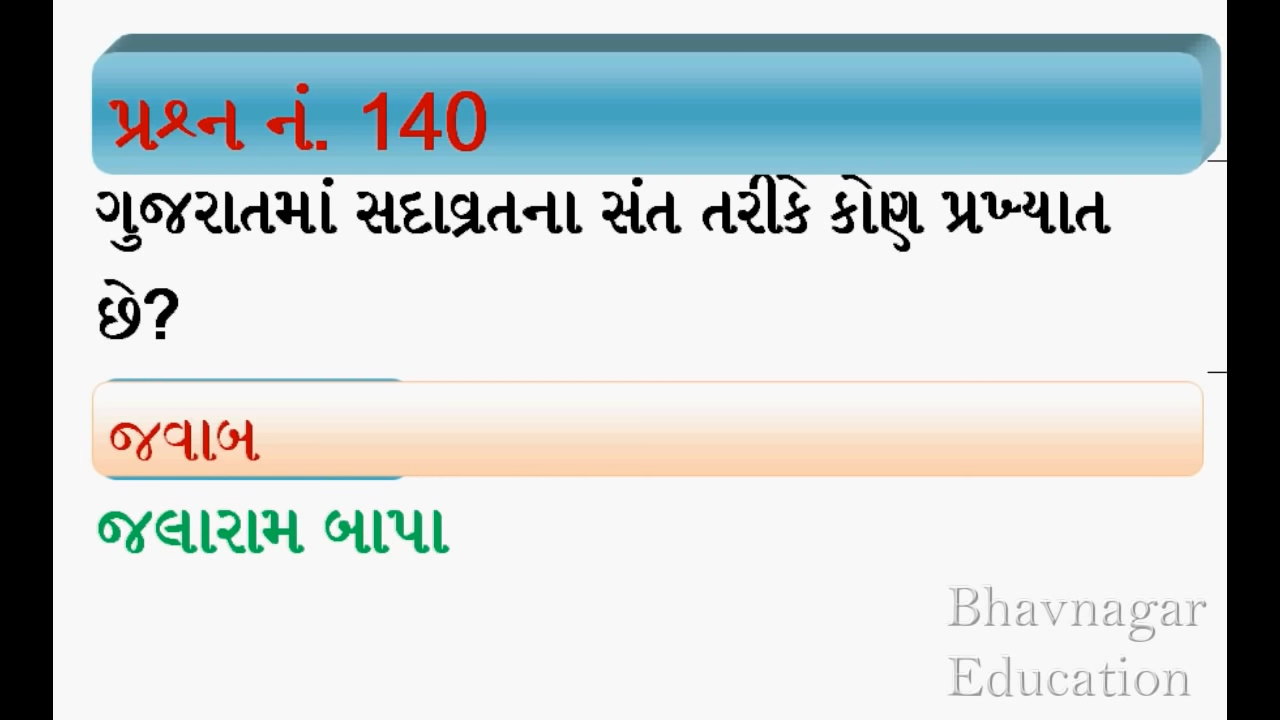 પ્રશ્ન નં. 140
ગુજરાતમાં સદાવ્રતના સંત તરીકે કોણ પ્રખ્યાત
છે?
જવાબ
જલારામ બાપા
Bhavnagar
Education